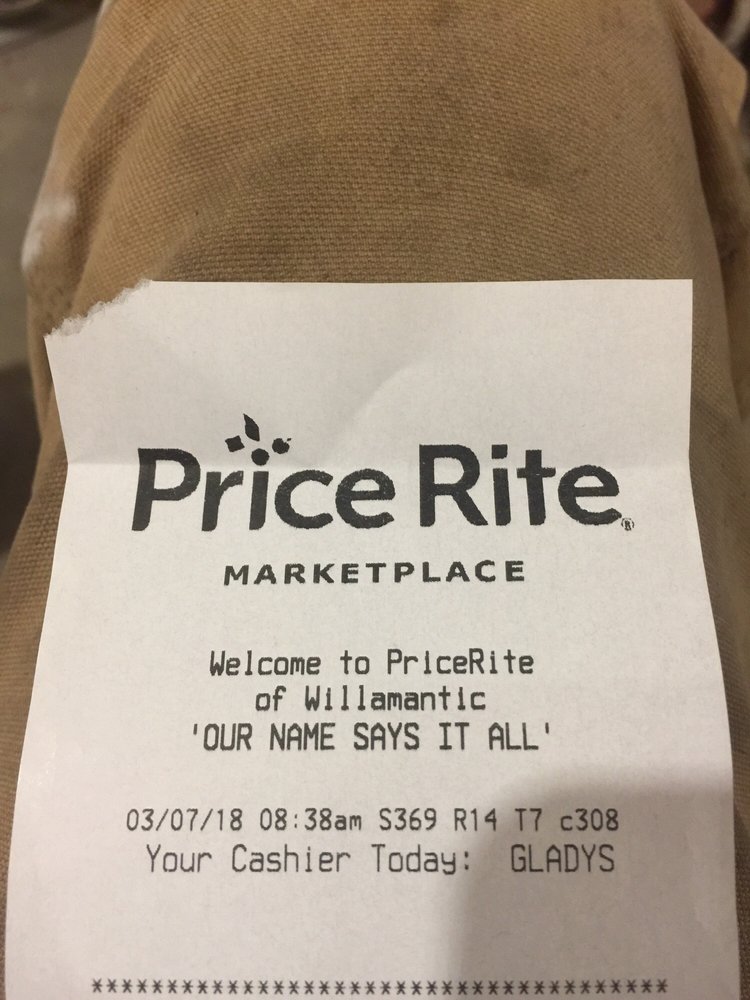 Price Rite®
MARKETPLACE
Welcome to PriceRite
of Willamantic
'OUR NAME SAYS IT ALL'
03/07/18 08:38am S369 R14 T7 c308
Your Cashier Today: GLADYS
**************************************